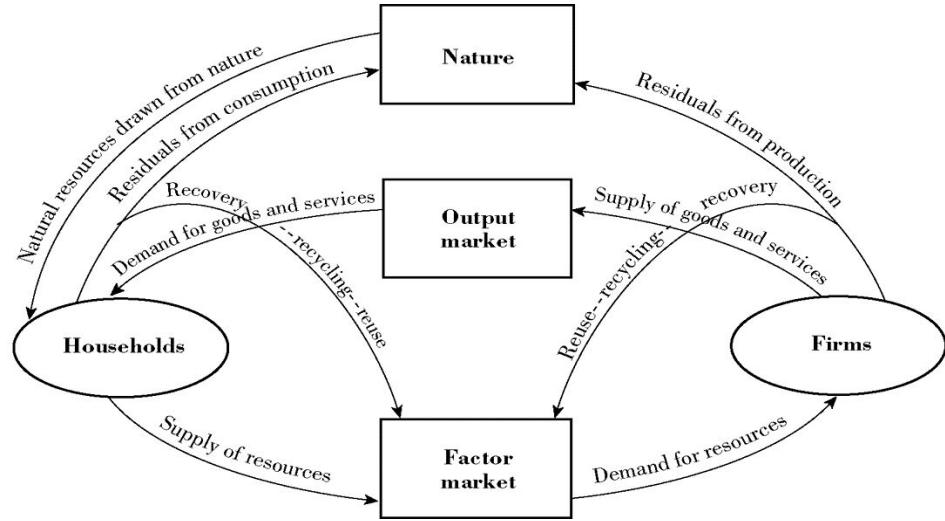 Nature
Natural resources drawn from nature
Residuals from consumption
Residuals from production
Recovery---recycling--reuse
Reuse--recycling--recovery
Output
market
Demand for goods and services
Supply of goods and services
Households
Firms
Supply of resources
Factor
market
Demand for resources